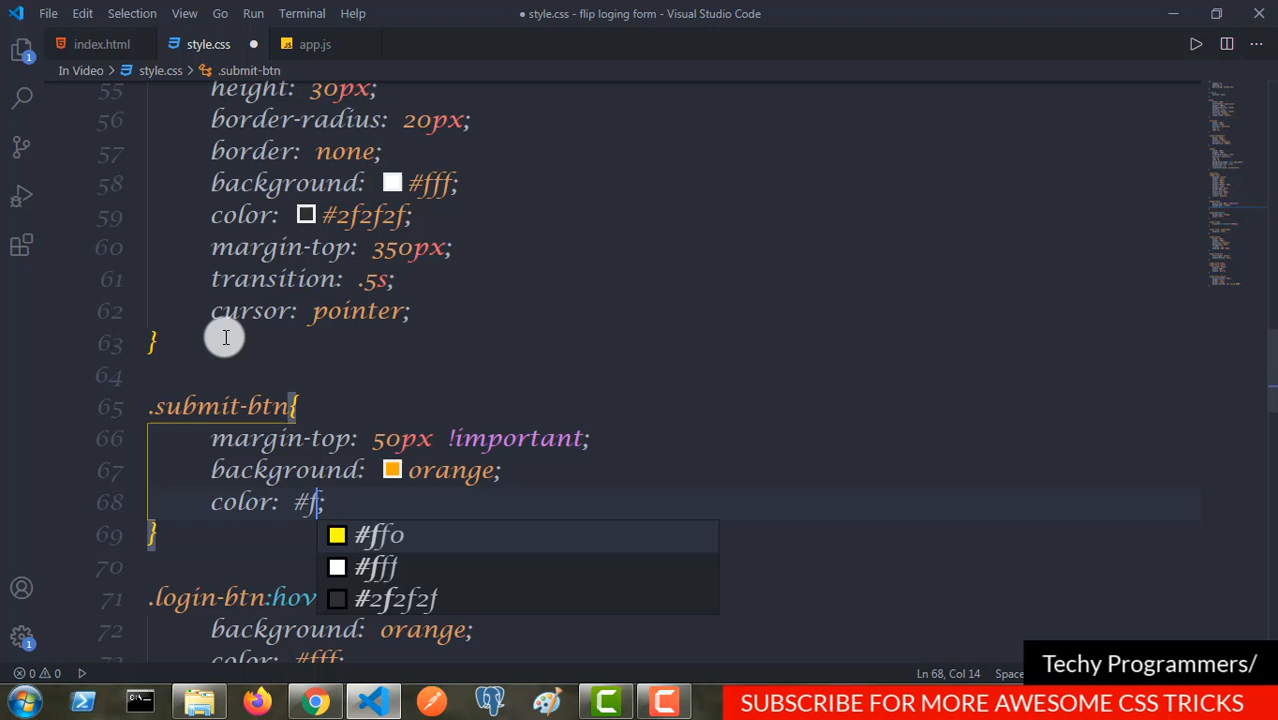 File Edit Selection View Go Run Terminal Help
● style.css - flip loging form - Visual Studio Code
index.html style.css ● app.js
In Video > style.css > .submit-btn
55 height: 30px;
56 border-radius: 20px;
57 border: none;
58 background: #fff;
59 color: #2f2f2f;
60 margin-top: 350px;
61 transition: .5s;
62 cursor: pointer;
63 }
64
65 .submit-btn{
66 margin-top: 50px !important;
67 background: orange;
68 color: #f;
#ff0
#fff
#2f2f2f
69 }
70
71 .login-btn:hov
72 background: orange;
color: #fff;
1
1
0 0
Ln 68, Col 14
Techy Programmers/
SUBSCRIBE FOR MORE AWESOME CSS TRICKS